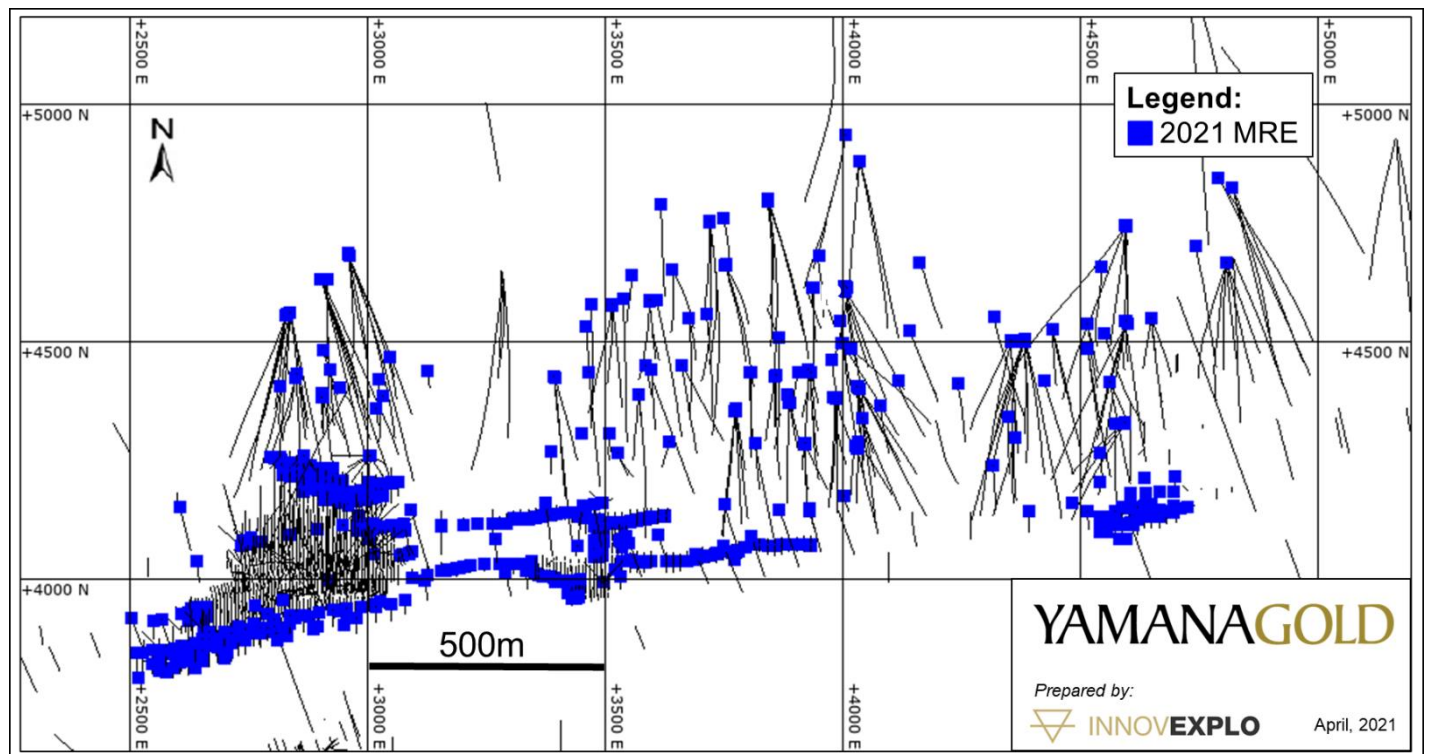 +2500 E
+3000 E
+3500 E
+4000 E
+4500 E
+5000 E
+5000 N
+5000 N
N
Legend:
2021 MRE
+4500 N
+4500 N
+4000 N
500m
+2500 E
+3000 E
+3500 E
+4000 E
YAMANAGOLD
Prepared by:
INNOVEXPLO
April, 2021